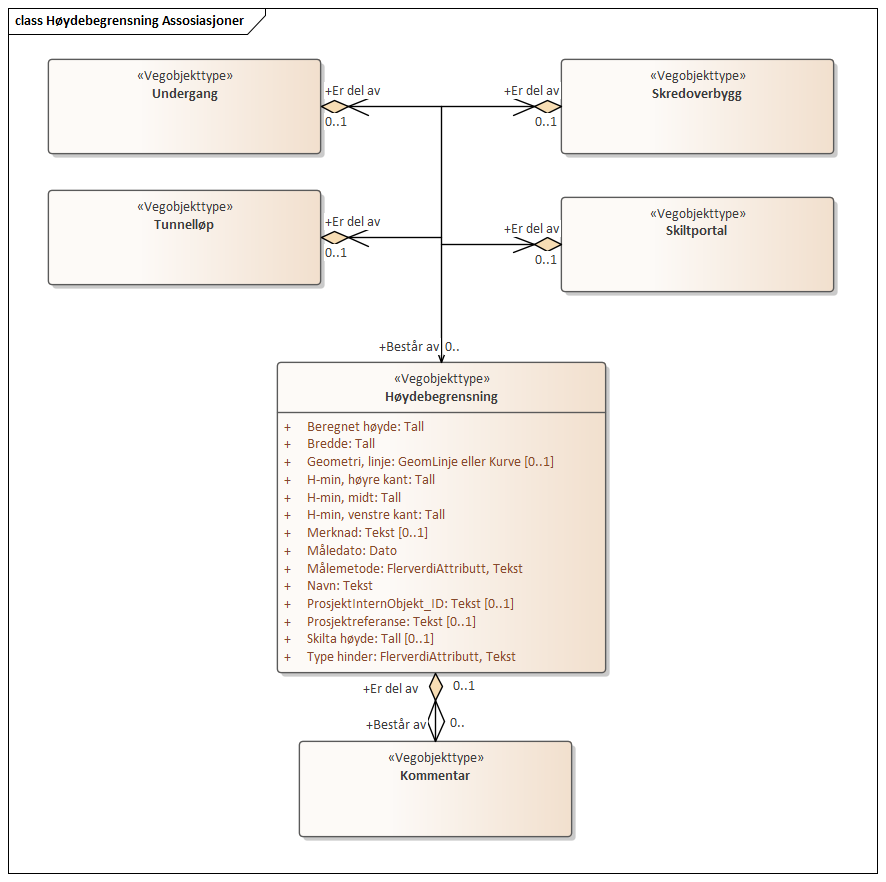 class Høydebegrensning Assosiasjoner
«Vegobjekttype»
Undergang
+Er del av
0..1
«Vegobjekttype»
Skredoverbygg
+Er del av
0..1
«Vegobjekttype»
Tunnelløp
+Er del av
0..1
«Vegobjekttype»
Skiltportal
+Er del av
0..1
+Består av 0..
«Vegobjekttype»
Høydebegrensning
+ Beregnet høyde: Tall
+ Bredde: Tall
+ Geometri, linje: GeomLinje eller Kurve [0..1]
+ H-min, høyre kant: Tall
+ H-min, midt: Tall
+ H-min, venstre kant: Tall
+ Merknad: Tekst [0..1]
+ Måledato: Dato
+ Målemetode: FlerverdiAttributt, Tekst
+ Navn: Tekst
+ ProsjektInternObjekt_ID: Tekst [0..1]
+ Prosjektreferanse: Tekst [0..1]
+ Skilta høyde: Tall [0..1]
+ Type hinder: FlerverdiAttributt, Tekst
+Er del av 0..1
+Består av 0..
«Vegobjekttype»
Kommentar